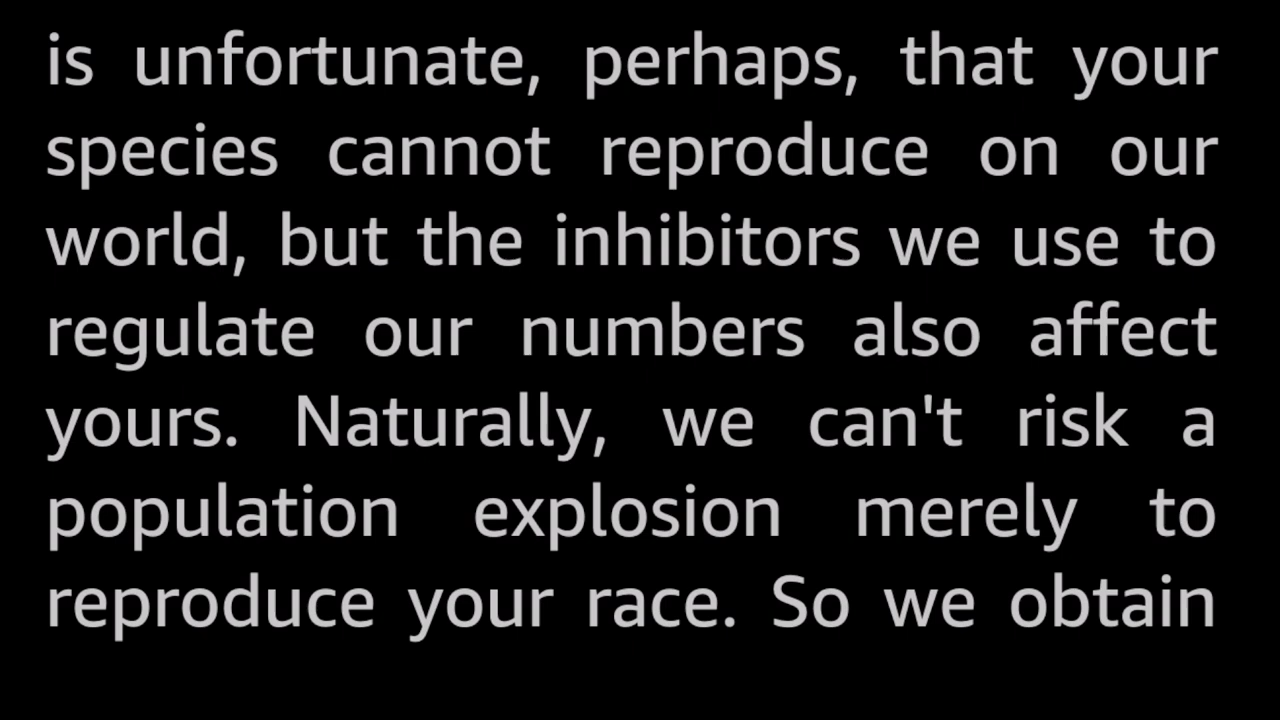 is unfortunate, perhaps, that your
species cannot reproduce on our
world, but the inhibitors we use to
regulate our numbers also affect
yours. Naturally, we can't risk a
population explosion merely to
reproduce your race. So we obtain